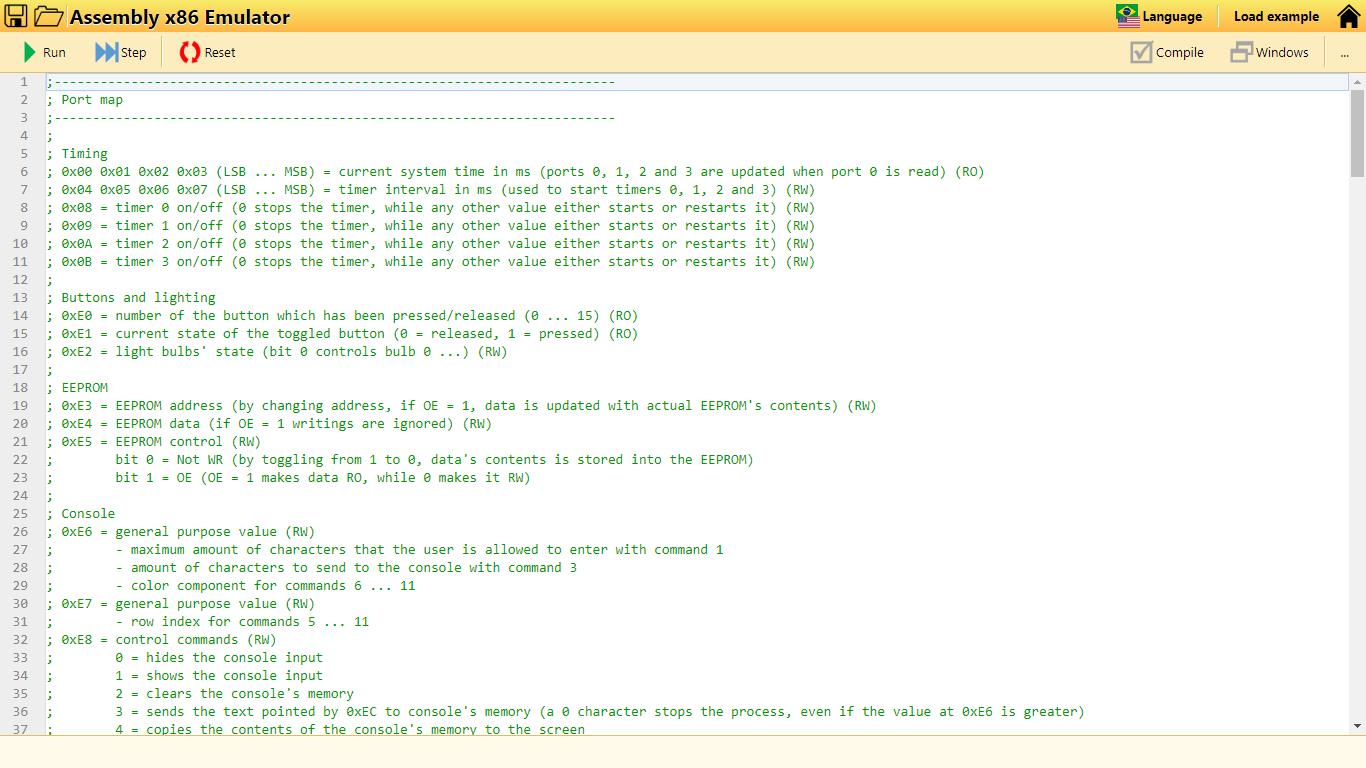 Assembly x86 Emulator
Language
Load example
Run
Step
Reset
Compile
Windows
...
1 ;-------------------------------------------------------------------------
2 ; Port map
3 ;-------------------------------------------------------------------------
4 ;
5 ; Timing
6 ; 0x00 0x01 0x02 0x03 (LSB ... MSB) = current system time in ms (ports 0, 1, 2 and 3 are updated when port 0 is read) (RO)
7 ; 0x04 0x05 0x06 0x07 (LSB ... MSB) = timer interval in ms (used to start timers 0, 1, 2 and 3) (RW)
8 ; 0x08 = timer 0 on/off (0 stops the timer, while any other value either starts or restarts it) (RW)
9 ; 0x09 = timer 1 on/off (0 stops the timer, while any other value either starts or restarts it) (RW)
10 ; 0x0A = timer 2 on/off (0 stops the timer, while any other value either starts or restarts it) (RW)
11 ; 0x0B = timer 3 on/off (0 stops the timer, while any other value either starts or restarts it) (RW)
12 ;
13 ; Buttons and lighting
14 ; 0xE0 = number of the button which has been pressed/released (0 ... 15) (RO)
15 ; 0xE1 = current state of the toggled button (0 = released, 1 = pressed) (RO)
16 ; 0xE2 = light bulbs' state (bit 0 controls bulb 0 ...) (RW)
17 ;
18 ; EEPROM
19 ; 0xE3 = EEPROM address (by changing address, if OE = 1, data is updated with actual EEPROM's contents) (RW)
20 ; 0xE4 = EEPROM data (if OE = 1 writings are ignored) (RW)
21 ; 0xE5 = EEPROM control (RW)
22 ;        bit 0 = Not WR (by toggling from 1 to 0, data's contents is stored into the EEPROM)
23 ;        bit 1 = OE (OE = 1 makes data RO, while 0 makes it RW)
24 ;
25 ; Console
26 ; 0xE6 = general purpose value (RW)
27 ;        - maximum amount of characters that the user is allowed to enter with command 1
28 ;        - amount of characters to send to the console with command 3
29 ;        - color component for commands 6 ... 11
30 ; 0xE7 = general purpose value (RW)
31 ;        - row index for commands 5 ... 11
32 ; 0xE8 = control commands (RW)
33 ;        0 = hides the console input
34 ;        1 = shows the console input
35 ;        2 = clears the console's memory
36 ;        3 = sends the text pointed by 0xEC to console's memory (a 0 character stops the process, even if the value at 0xE6 is greater)
37 ;        4 = copies the contents of the console's memory to the screen